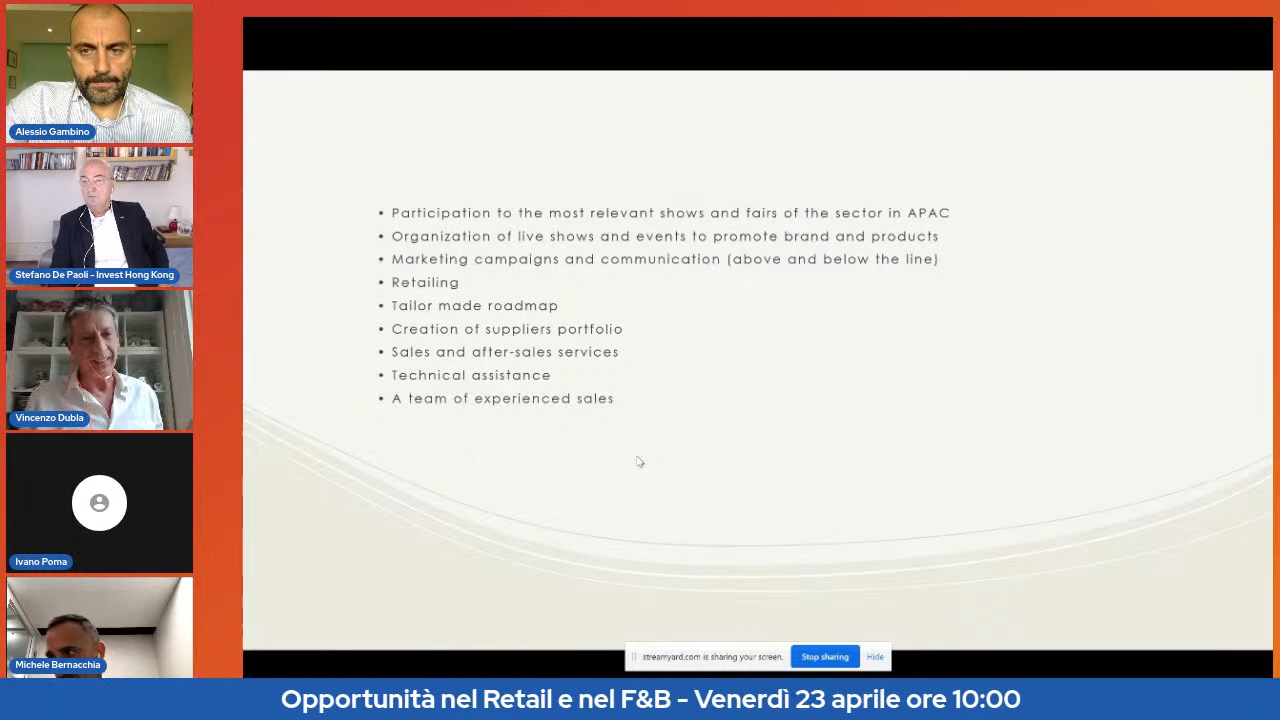 Alessio Gambino
Stefano De Paoli - Invest Hong Kong
Vincenzo Dubla
Ivano Poma
Michele Bernacchia
• Participation to the most relevant shows and fairs of the sector in APAC
• Organization of live shows and events to promote brand and products
• Marketing campaigns and communication (above and below the line)
• Retailing
• Tailor made roadmap
• Creation of suppliers portfolio
• Sales and after-sales services
• Technical assistance
• A team of experienced sales
streamyard.com is sharing your screen. Stop sharing Hide
Opportunità nel Retail e nel F&B - Venerdì 23 aprile ore 10:00